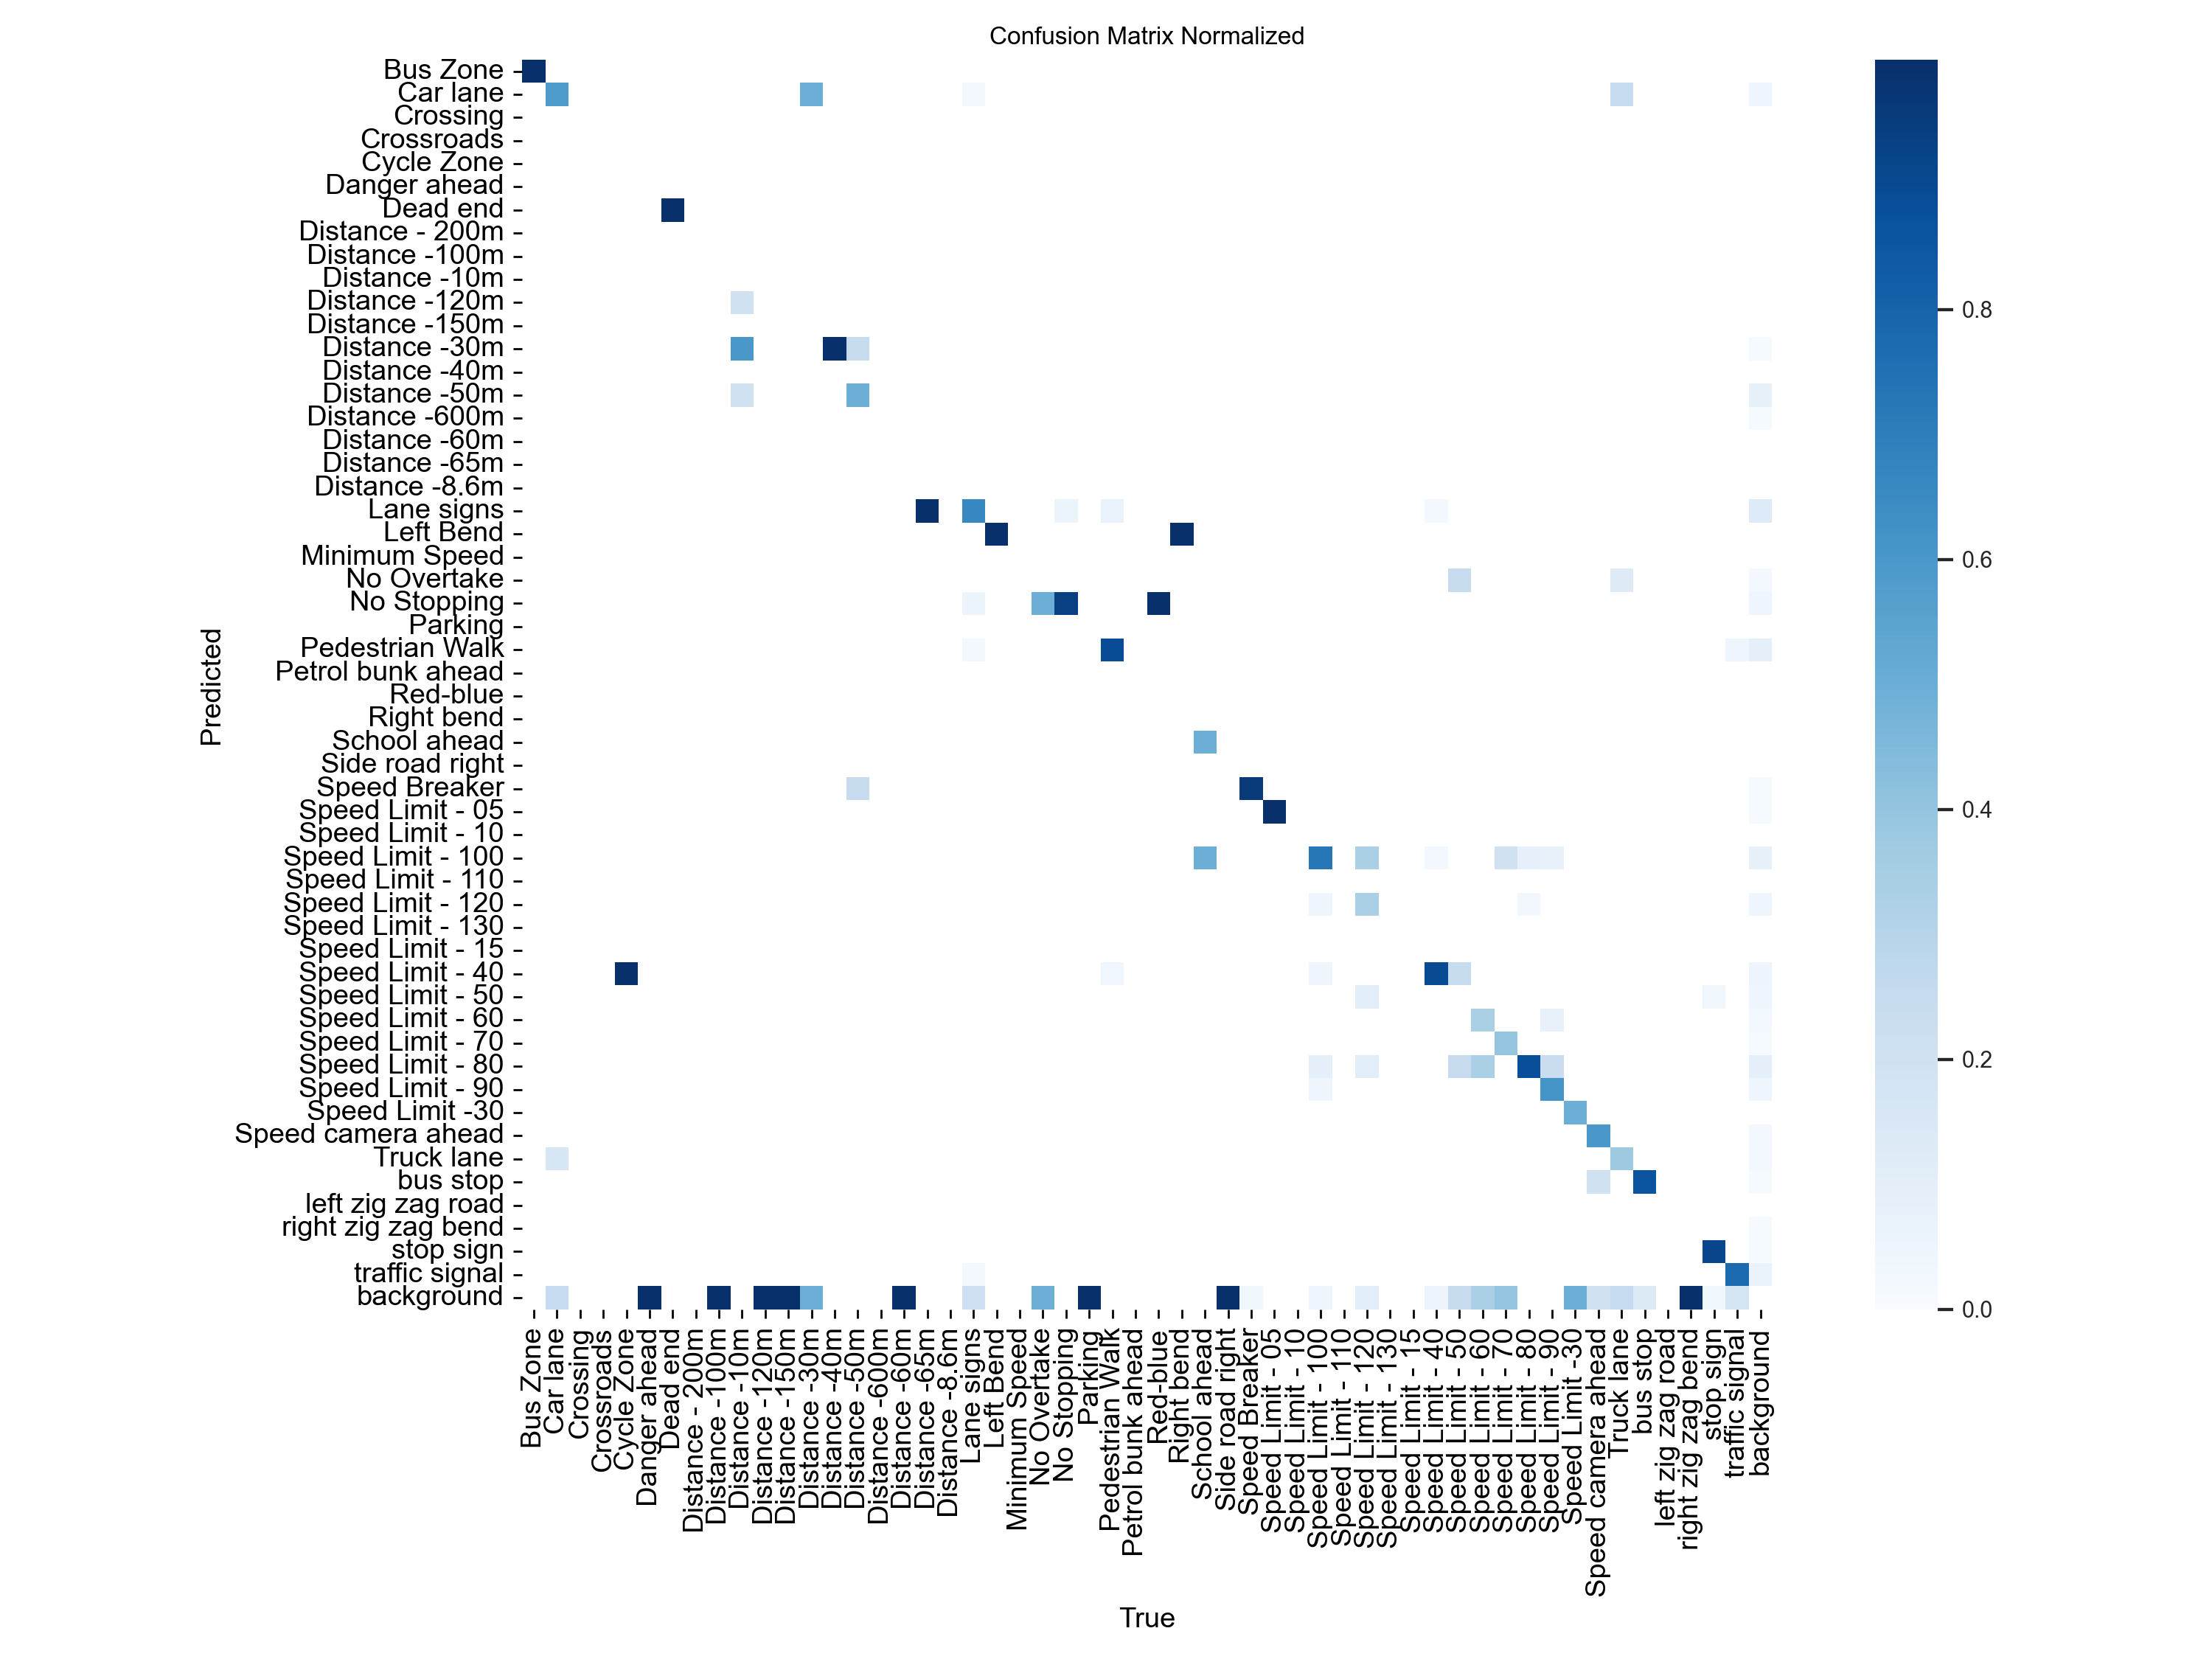 Confusion Matrix Normalized
Bus Zone
Car lane
Crossing
Crossroads
Cycle Zone
Danger ahead
Dead end
Distance - 200m
Distance -100m
Distance -10m
Distance -120m
Distance -150m
Distance -30m
Distance -40m
Distance -50m
Distance -600m
Distance -60m
Distance -65m
Distance -8.6m
Lane signs
Left Bend
Minimum Speed
No Overtake
No Stopping
Parking
Pedestrian Walk
Petrol bunk ahead
Red-blue
Right bend
School ahead
Side road right
Speed Breaker
Speed Limit - 05
Speed Limit - 10
Speed Limit - 100
Speed Limit - 110
Speed Limit - 120
Speed Limit - 130
Speed Limit - 15
Speed Limit - 40
Speed Limit - 50
Speed Limit - 60
Speed Limit - 70
Speed Limit - 80
Speed Limit - 90
Speed Limit -30
Speed camera ahead
Truck lane
bus stop
left zig zag road
right zig zag bend
stop sign
traffic signal
background
Predicted
Bus Zone
Car lane
Crossing
Crossroads
Cycle Zone
Danger ahead
Dead end
Distance - 200m
Distance -100m
Distance -10m
Distance -120m
Distance -150m
Distance -30m
Distance -40m
Distance -50m
Distance -600m
Distance -60m
Distance -65m
Distance -8.6m
Lane signs
Left Bend
Minimum Speed
No Overtake
No Stopping
Parking
Pedestrian Walk
Petrol bunk ahead
Red-blue
Right bend
School ahead
Side road right
Speed Breaker
Speed Limit - 05
Speed Limit - 10
Speed Limit - 100
Speed Limit - 110
Speed Limit - 120
Speed Limit - 130
Speed Limit - 15
Speed Limit - 40
Speed Limit - 50
Speed Limit - 60
Speed Limit - 70
Speed Limit - 80
Speed Limit - 90
Speed Limit -30
Speed camera ahead
Truck lane
bus stop
left zig zag road
right zig zag bend
stop sign
traffic signal
background
True
0.8
0.6
0.4
0.2
0.0